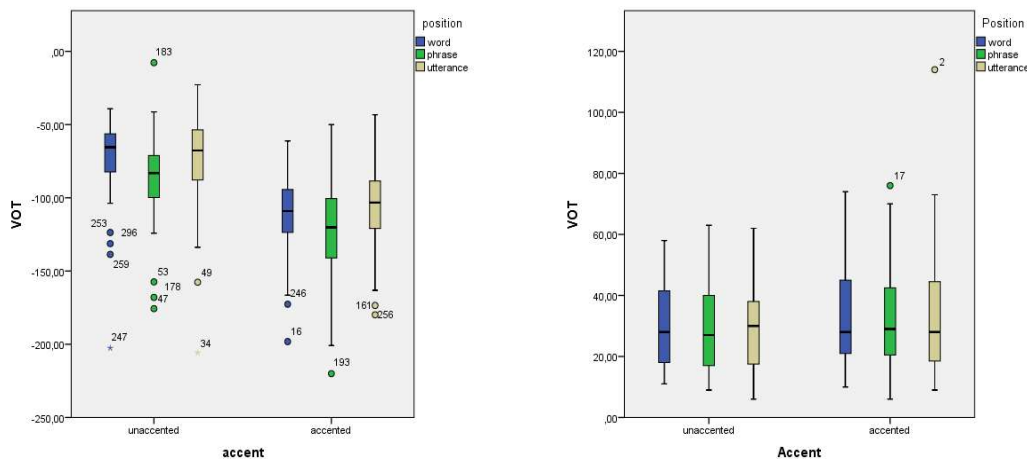 position
word
phrase
utterance
,00
-50,00
-100,00
-150,00
-200,00
-250,00
VOT
183
253
296
259
53
178
47
49
247
34
246
16
161
256
193
unaccented
accented
accent
Position
word
phrase
utterance
120,00
100,00
80,00
60,00
40,00
20,00
,00
VOT
2
17
unaccented
accented
Accent